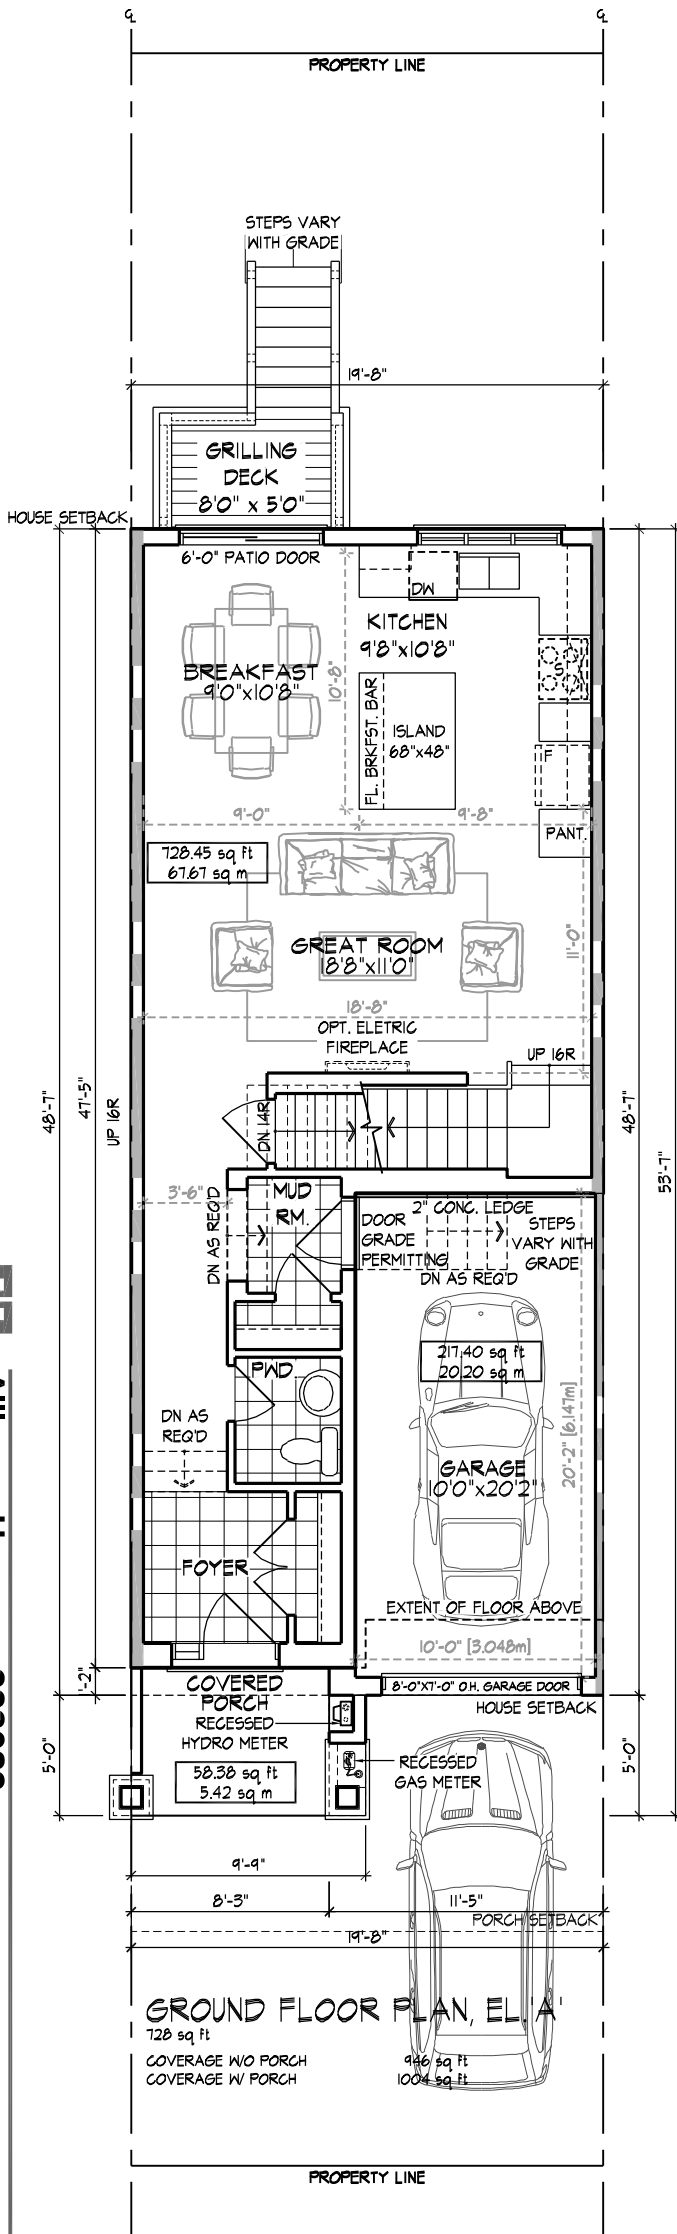 PROPERTY LINE
STEPS VARY
WITH GRADE
19'-8"
GRILLING
DECK
8'0" x 5'0"
HOUSE SETBACK
6'-0" PATIO DOOR
DW
KITCHEN
9'8"x10'8"
BREAKFAST
9'0"x10'8"
10'-8"
S
FL. BRKFST. BAR
ISLAND
68"x48"
F
9'-0"
9'-8"
PANT.
728.45 sq ft
67.67 sq m
GREAT ROOM
18'8"x11'0"
11'-0"
18'-8"
OPT. ELETRIC
FIREPLACE
UP 16R
48'-7"
47'-5"
UP 16R
DN 14R
48'-7"
53'-7"
3'-6"
MUD
RM.
DN AS REQ'D
2" CONC. LEDGE
DOOR
GRADE
PERMITTING
STEPS
VARY WITH
GRADE
DN AS REQ'D
217.40 sq ft
20.20 sq m
PWD
DN AS
REQ'D
20'-2" [6.147m]
GARAGE
10'0"x20'2"
FOYER
EXTENT OF FLOOR ABOVE
10'-0" [3.048m]
1'-2"
COVERED
PORCH
8'-0"X7'-0" O.H. GARAGE DOOR
HOUSE SETBACK
RECESSED
HYDRO METER
5'-0"
5'-0"
RECESSED
GAS METER
58.38 sq ft
5.42 sq m
9'-9"
8'-3"
11'-5"
PORCH SETBACK
19'-8"
GROUND FLOOR PLAN, EL. 'A'
728 sq ft
COVERAGE W/O PORCH 946 sq ft
COVERAGE W/ PORCH 1004 sq ft
PROPERTY LINE